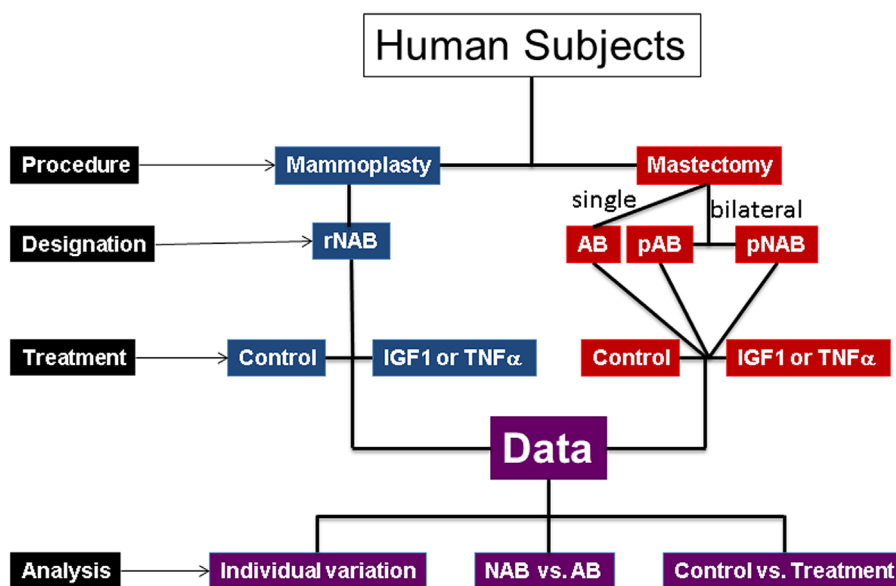 Human Subjects
Procedure
Mammoplasty
Mastectomy
single
bilateral
Designation
rNAB
AB
pAB
pNAB
Treatment
Control
IGF1 or TNFα
Control
IGF1 or TNFα
Data
Analysis
Individual variation
NAB vs. AB
Control vs. Treatment